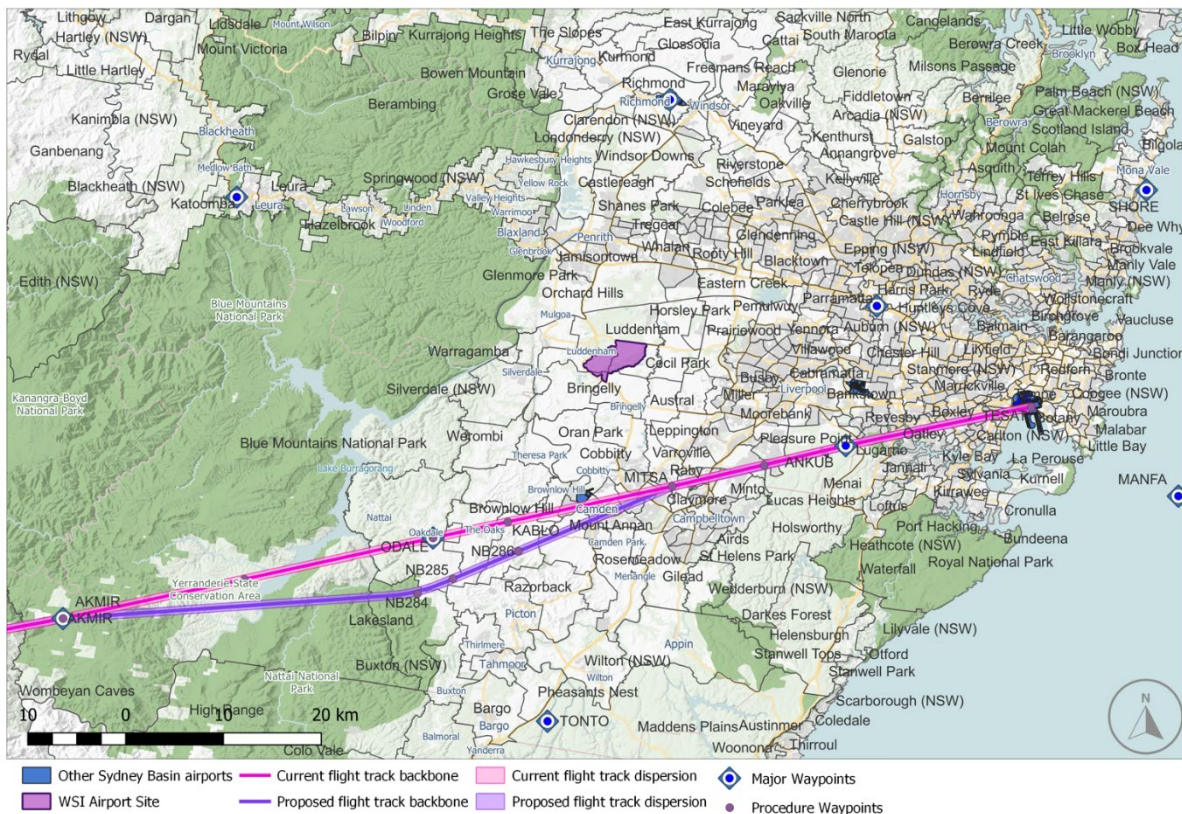 Lithgow
Dargan
Mount Wilson
Bilpin
Kurrajong Heights
The Slopes
East Kurrajong
Sackville North
Cangelands
Little Wobby
Hartley (NSW)
Lidsdale
Mount Victoria
Kurrajong
Kurmond
Glossodia
Cattai
South Maroota
Berowra Creek
Brooklyn
Box Head
Rydal
Little Hartley
Bowen Mountain
Freemans Reach
Glenorie
Milsons Passage
Grose Vale
Richmond
Maraylya
Palm Beach (NSW)
Kanimbla (NSW)
Berambing
Richmond
Windsor
Oakville
Fiddletown
Berrilee
Great Mackerel Beach
Clarendon (NSW)
Arcadia (NSW)
Berowra
Scotland Island
Blackheath
Londonderry (NSW)
Vineyard
Kenthurst
Galston
Mount Colah
Bilgola
Ganbenang
Medlow Bath
Hawkesbury Heights
Windsor Downs
Riverstone
Annangrove
Asquith
Terrey Hills
Mona Vale
Blackheath (NSW)
Leura
Springwood (NSW)
Yellow Rock
Castlereagh
Schofields
Kellyville
Hornsby
St Ives Chase
Katoomba
Leura
Lawson
Linden
Valley Heights
Warrimoo
Shanes Park
Colebee
Parklea
Cherrybrook
Wahroonga
Belrose
SHORE
Hazelbrook
Woodford
Blaxland
Penrith
Tregear
Glendenning
Castle Hill (NSW)
Pymble
East Killara
Dee Why
Glenbrook
Jamisontown
Whalan
Rooty Hill
Blacktown
Epping (NSW)
Lindfield
Brookvale
Edith (NSW)
Glenmore Park
Eastern Creek
Telopea
Dundas (NSW)
Chatswood
Manly Vale
Manly (NSW)
Orchard Hills
Harris Park
Ryde
Blue Mountains
National Park
Mulgoa
Horsley Park
Pemulwuy
Parramatta
Huntleys Cove
Wolstonecraft
Birchgrove
Vaucluse
Luddenham
Prairiewood
Yennora
Auburn (NSW)
Balmain
Barangaroo
Warragamba
Luddenham
Villawood
Chester Hill
Lilyfield
Bondi Junction
Silverdale
Cecil Park
Cabramatta
Stanmore (NSW)
Redfern
Kanangra-Boyd
National Park
Silverdale (NSW)
Bringelly
Busby
Liverpool
Bankstown
Marrickville
Bronte
Bringelly
Austral
Miller
Revesby
Bexley
TESAT
Coogee (NSW)
Botany
Maroubra
Blue Mountains National Park
Werombi
Oran Park
Leppington
Moorebank
Pleasure Point
Oatley
Carlton (NSW)
Malabar
Little Bay
Theresa Park
Cobbitty
Varroville
Lugarno
Kyle Bay
La Perouse
Lake Burragorang
Cobbitty
Raby
ANKUB
Jannali
Sylvania
Kurnell
MITSA
Minto
Menai
MANFA
Nattai
Brownlow Hill
Claymore
Lucas Heights
Loftus
Kirrawee
Cronulla
Brownlow Hill
Camden
Campbelltown
Holsworthy
Port Hacking
Oakdale
The Oaks
KABLO
Mount Annan
Airds
Bundeena
ODALE
NB286
Camden Park
Heathcote (NSW)
Royal National Park
Yerranderie State
Conservation Area
NB285
Rosemeadow
St Helens Park
Waterfall
Menangle
Gilead
AKMIR
NB284
Razorback
Wedderburn (NSW)
AKMIR
Lakesland
Picton
Darkes Forest
Lilyvale (NSW)
Helensburgh
Thirlmere
Appin
Otford
Buxton (NSW)
Tahmoor
Wilton (NSW)
Stanwell Tops
Nattai National
Park
Wilton
Stanwell Park
Wombeyan Caves
Buxton
Pheasants Nest
Scarborough (NSW)
High Range
Bargo
TONTO
Maddens Plains
Austinmer
Coledale
Bargo
Balmoral
Yanderra
Woonona
Thirroul
Colo Vale
10 0 10 20 km
N
Other Sydney Basin airports
Current flight track backbone
Current flight track dispersion
Major Waypoints
WSI Airport Site
Proposed flight track backbone
Proposed flight track dispersion
Procedure Waypoints